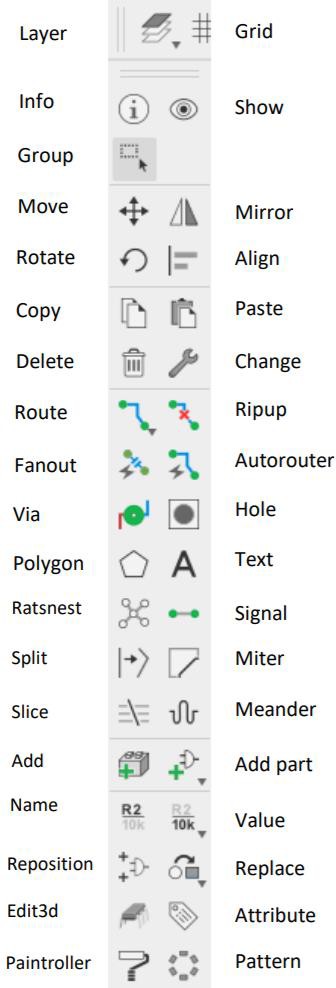 Layer Grid
Info Show
Group
Move Mirror
Rotate Align
Copy Paste
Delete Change
Route Ripup
Fanout Autorouter
Via Hole
Polygon A Text
Ratsnest Signal
Split Miter
Slice Meander
Add Add part
Name R2 10k R2 10k Value
Reposition Replace
Edit3d Attribute
Paintroller Pattern